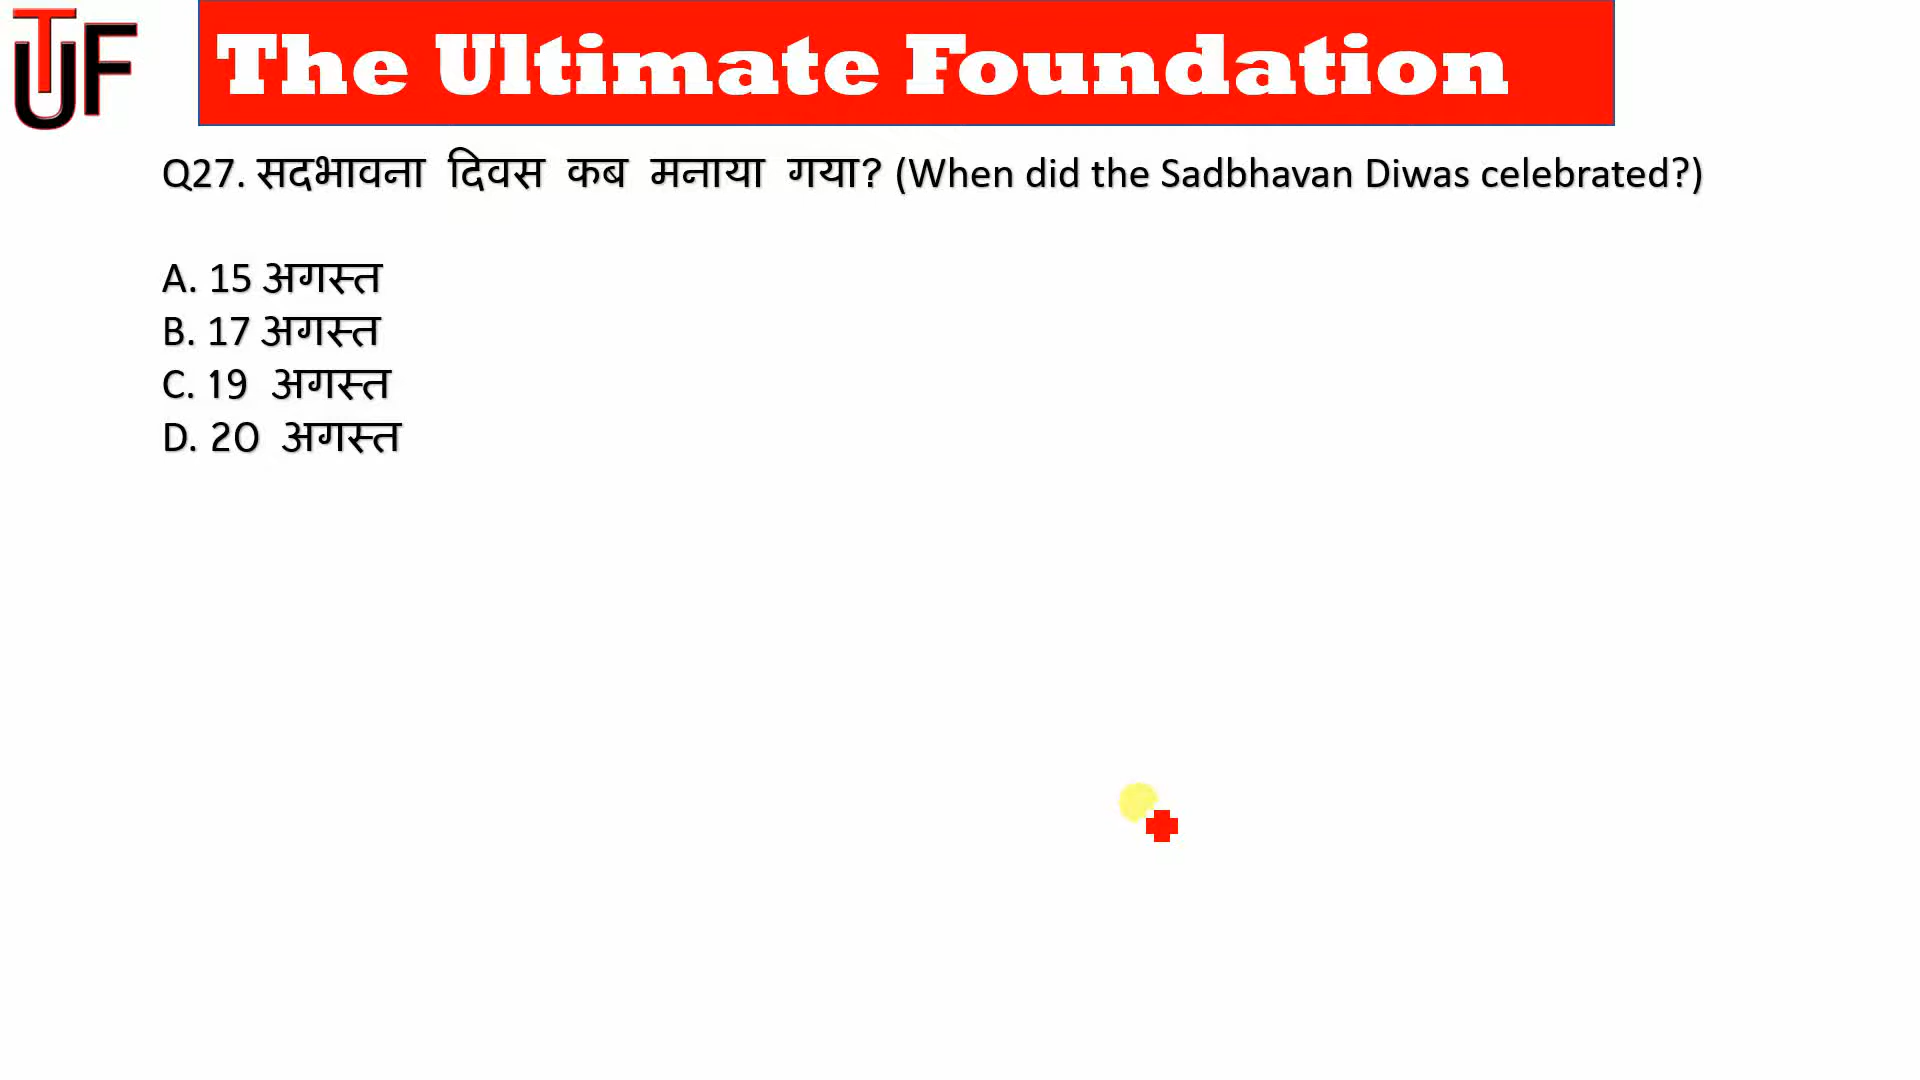 TUF
The Ultimate Foundation
Q27. सदभावना दिवस कब मनाया गया? (When did the Sadbhavan Diwas celebrated?)
A. 15 अगस्त
B. 17 अगस्त
C. 19 अगस्त
D. 20 अगस्त